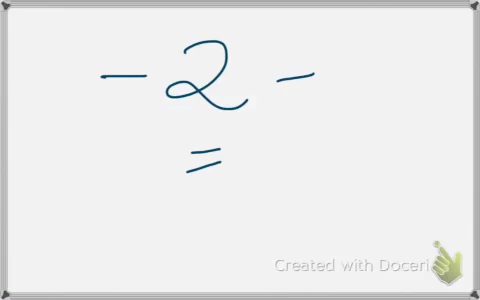 - 2 -
=
Created with Doceri